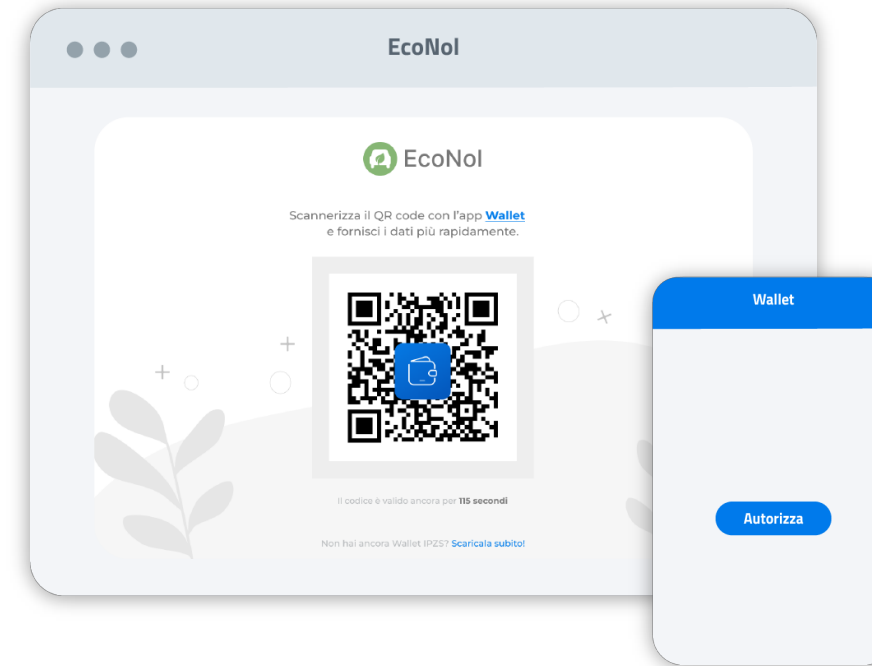 EcoNol
EcoNol
Scannerizza il QR code con l'app Wallet
e fornisci i dati più rapidamente.
Il codice è valido ancora per 115 secondi
Non hai ancora Wallet IPZS? Scaricala subito!
Wallet
Autorizza